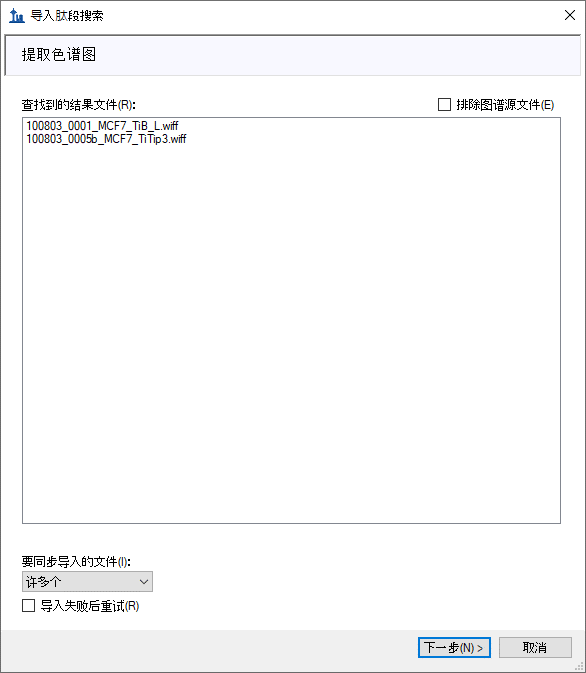 导入肽段搜索
提取色谱图
查找到的结果文件(R):
排除图谱源文件(E)
100803_0001_MCF7_TiB_L.wiff
100803_0005b_MCF7_TiTip3.wiff
要同步导入的文件(I):
许多个
导入失败后重试(R)
下一步(N) >
取消